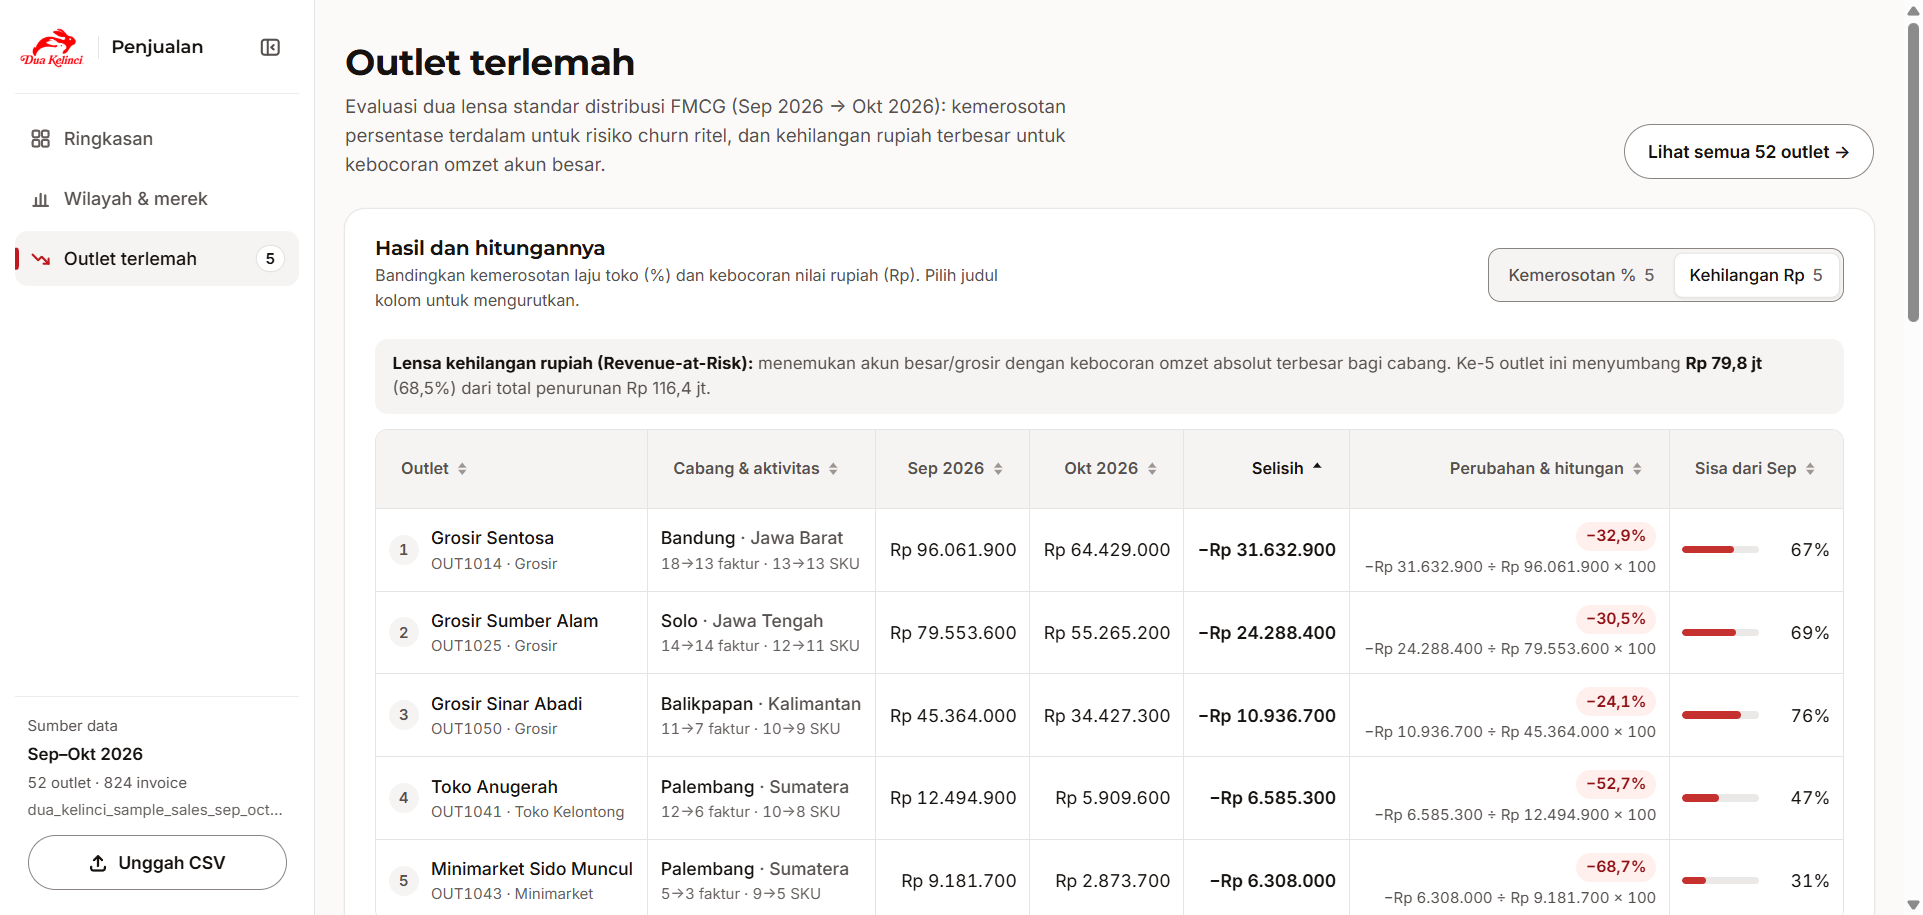 Dua Kelinci
Penjualan
Ringkasan
Wilayah & merek
Outlet terlemah 5
Sumber data
Sep–Okt 2026
52 outlet · 824 invoice
dua_kelinci_sample_sales_sep_oct...
Unggah CSV
Outlet terlemah
Evaluasi dua lensa standar distribusi FMCG (Sep 2026 → Okt 2026): kemerosotan
persentase terdalam untuk risiko churn ritel, dan kehilangan rupiah terbesar untuk
kebocoran omzet akun besar.
Lihat semua 52 outlet →
Hasil dan hitungannya
Bandingkan kemerosotan laju toko (%) dan kebocoran nilai rupiah (Rp). Pilih judul
kolom untuk mengurutkan.
Kemerosotan % 5 Kehilangan Rp 5
Lensa kehilangan rupiah (Revenue-at-Risk): menemukan akun besar/grosir dengan kebocoran omzet absolut terbesar bagi cabang. Ke-5 outlet ini menyumbang Rp 79,8 jt
(68,5%) dari total penurunan Rp 116,4 jt.
Outlet Cabang & aktivitas Sep 2026 Okt 2026 Selisih Perubahan & hitungan Sisa dari Sep
1 Grosir Sentosa Bandung · Jawa Barat Rp 96.061.900 Rp 64.429.000 −Rp 31.632.900 −32,9% 67%
OUT1014 · Grosir 18→13 faktur · 13→13 SKU −Rp 31.632.900 ÷ Rp 96.061.900 × 100
2 Grosir Sumber Alam Solo · Jawa Tengah Rp 79.553.600 Rp 55.265.200 −Rp 24.288.400 −30,5% 69%
OUT1025 · Grosir 14→14 faktur · 12→11 SKU −Rp 24.288.400 ÷ Rp 79.553.600 × 100
3 Grosir Sinar Abadi Balikpapan · Kalimantan Rp 45.364.000 Rp 34.427.300 −Rp 10.936.700 −24,1% 76%
OUT1050 · Grosir 11→7 faktur · 10→9 SKU −Rp 10.936.700 ÷ Rp 45.364.000 × 100
4 Toko Anugerah Palembang · Sumatera Rp 12.494.900 Rp 5.909.600 −Rp 6.585.300 −52,7% 47%
OUT1041 · Toko Kelontong 12→6 faktur · 10→8 SKU −Rp 6.585.300 ÷ Rp 12.494.900 × 100
5 Minimarket Sido Muncul Palembang · Sumatera Rp 9.181.700 Rp 2.873.700 −Rp 6.308.000 −68,7% 31%
OUT1043 · Minimarket 5→3 faktur · 9→5 SKU −Rp 6.308.000 ÷ Rp 9.181.700 × 100